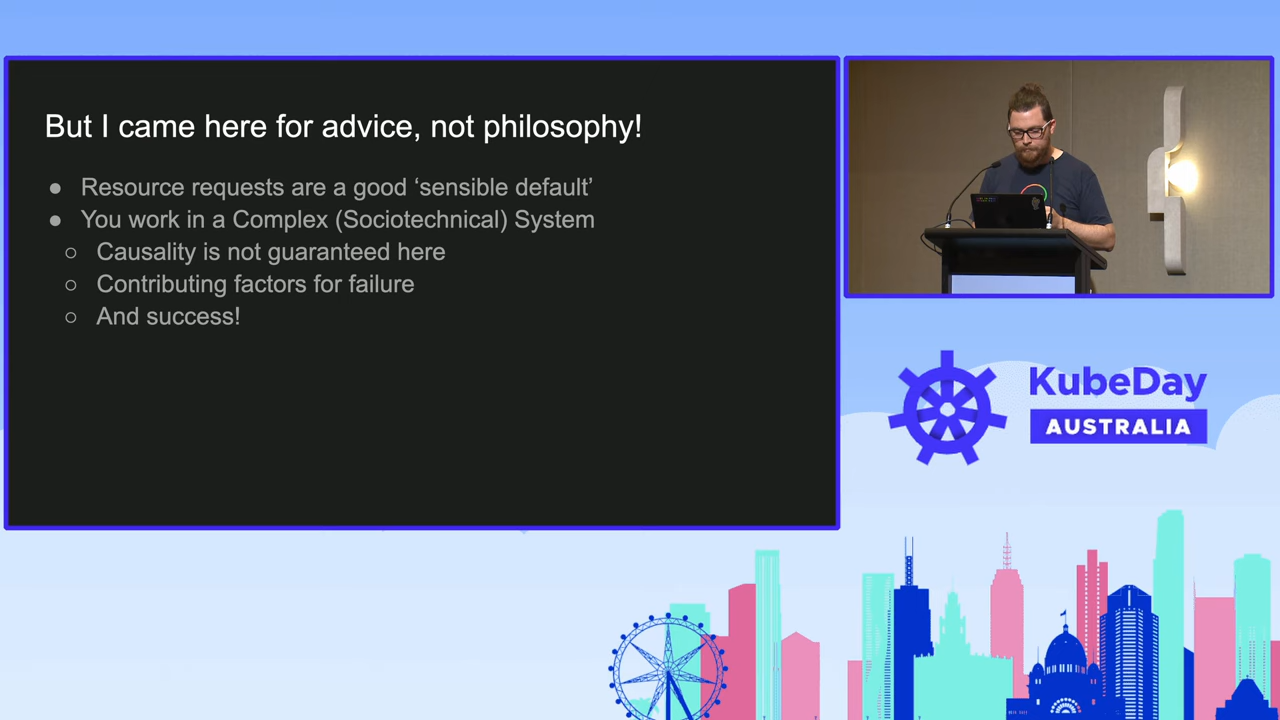 But I came here for advice, not philosophy!
● Resource requests are a good ‘sensible default’
● You work in a Complex (Sociotechnical) System
○ Causality is not guaranteed here
○ Contributing factors for failure
○ And success!
KubeDay
AUSTRALIA